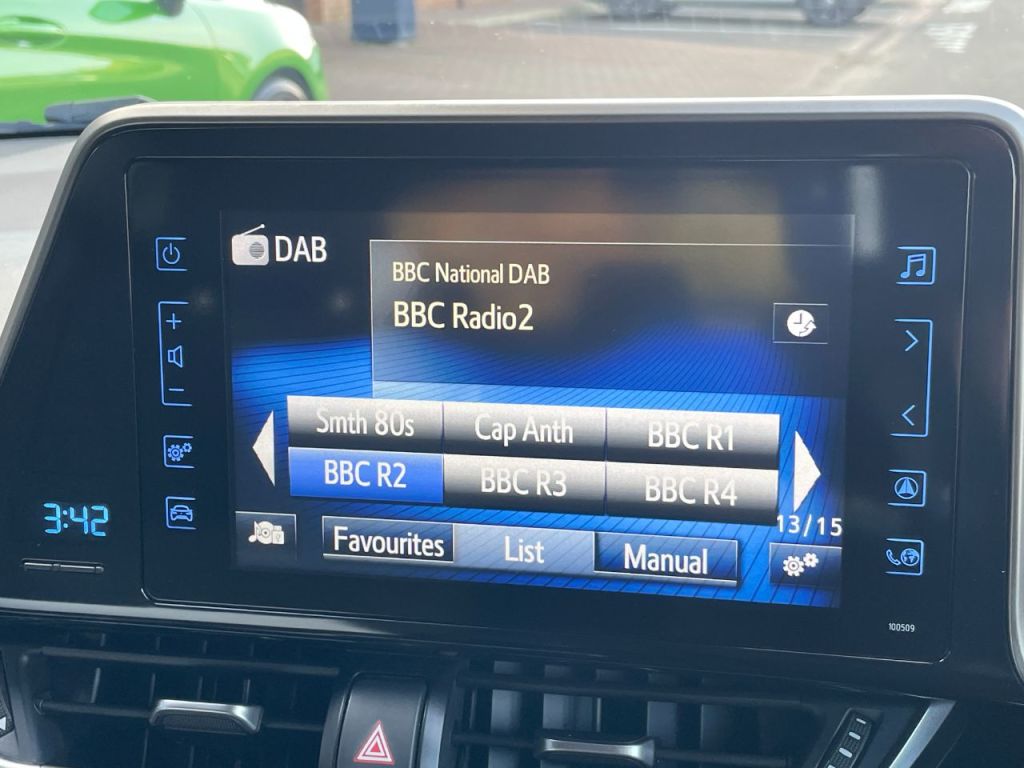 DAB
BBC National DAB
BBC Radio2
Smth 80s Cap Anth BBC R1
BBC R2 BBC R3 BBC R4
13/15
Favourites List Manual
3:42
100509